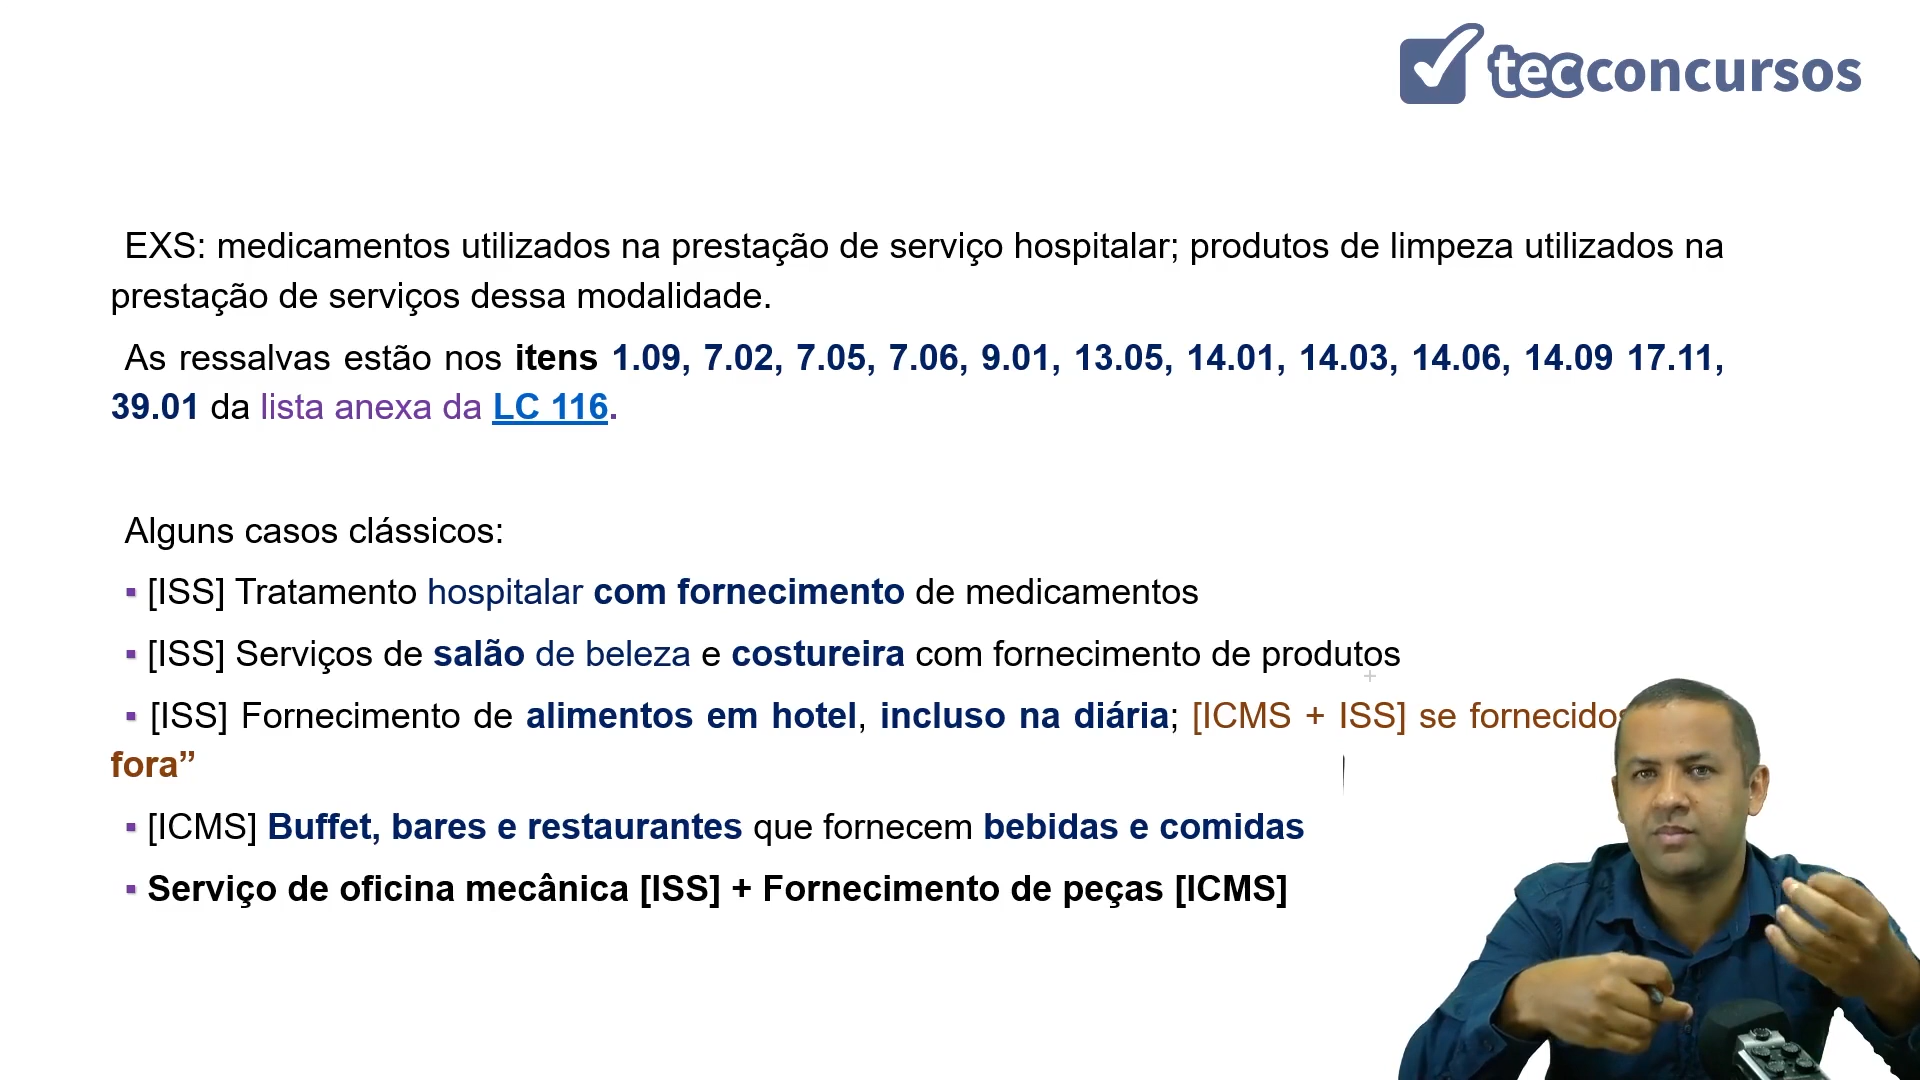 tecconcursos
EXS: medicamentos utilizados na prestação de serviço hospitalar; produtos de limpeza utilizados na
prestação de serviços dessa modalidade.
As ressalvas estão nos itens 1.09, 7.02, 7.05, 7.06, 9.01, 13.05, 14.01, 14.03, 14.06, 14.09 17.11,
39.01 da lista anexa da LC 116.
Alguns casos clássicos:
▪ [ISS] Tratamento hospitalar com fornecimento de medicamentos
▪ [ISS] Serviços de salão de beleza e costureira com fornecimento de produtos
▪ [ISS] Fornecimento de alimentos em hotel, incluso na diária; [ICMS + ISS] se fornecidos
fora”
▪ [ICMS] Buffet, bares e restaurantes que fornecem bebidas e comidas
▪ Serviço de oficina mecânica [ISS] + Fornecimento de peças [ICMS]